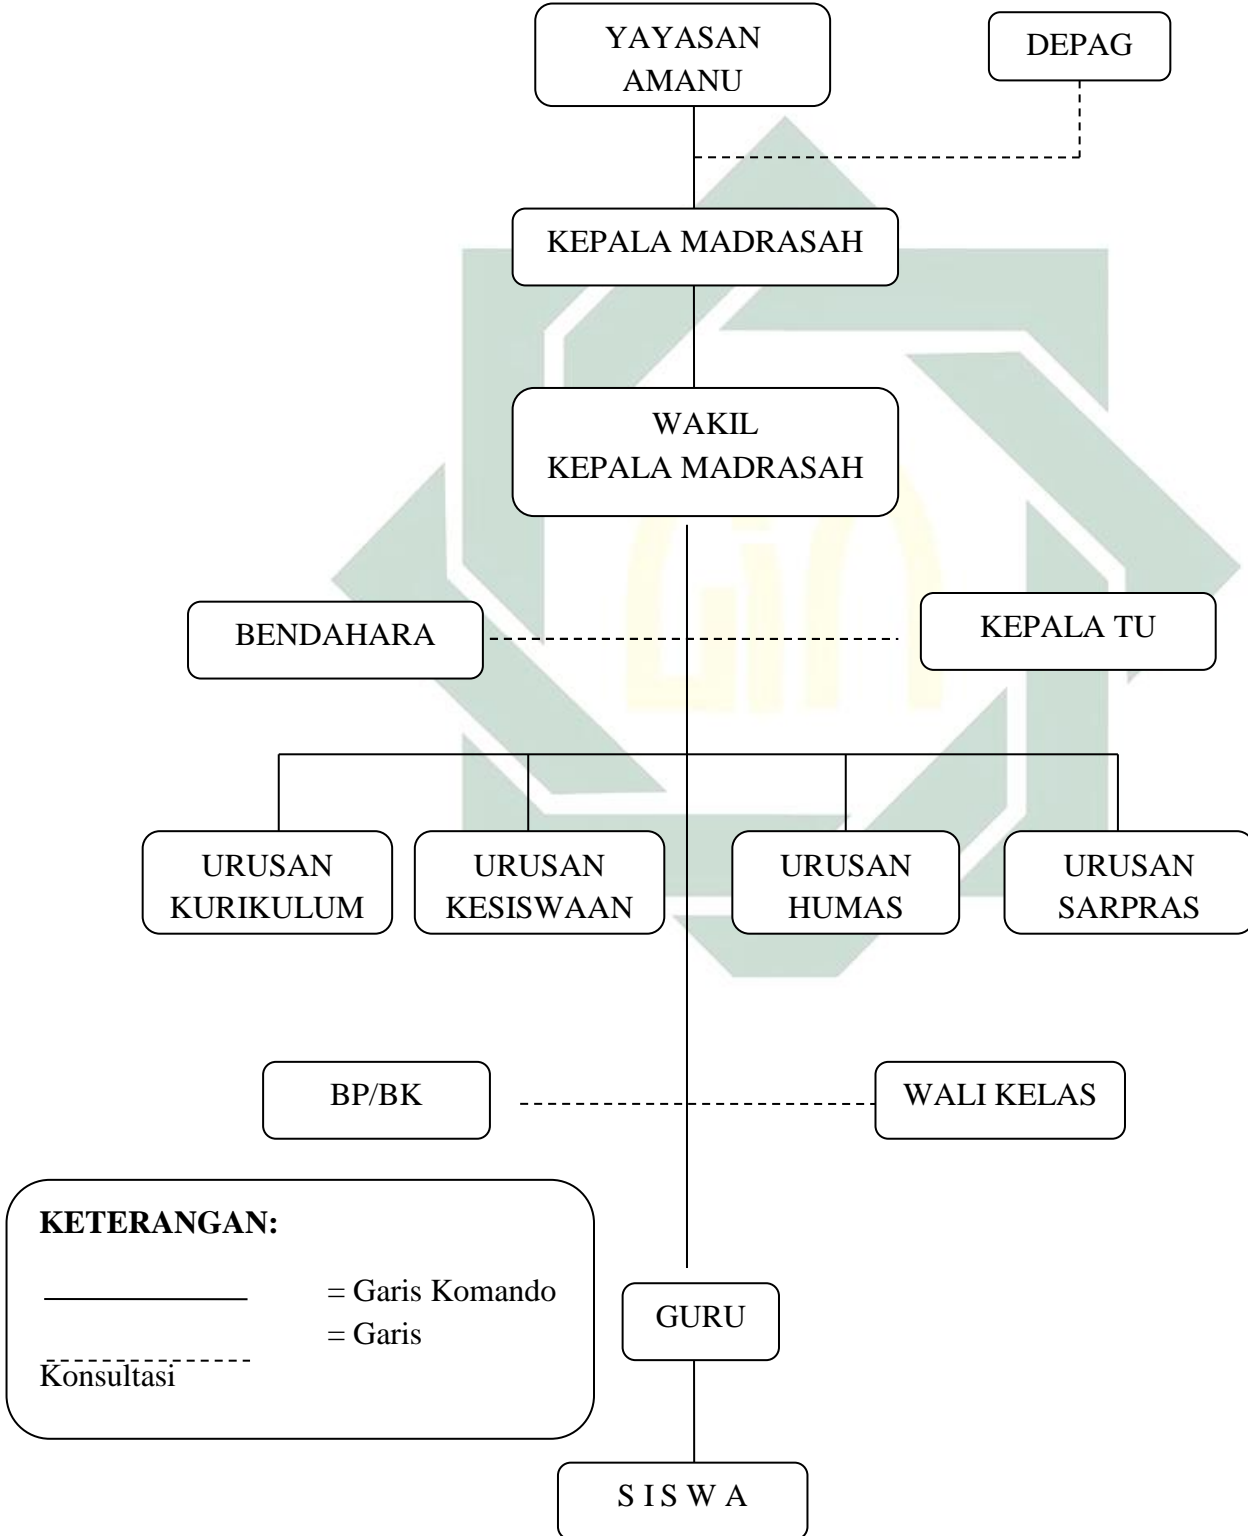 YAYASAN
AMANU
DEPAG
KEPALA MADRASAH
WAKIL
KEPALA MADRASAH
BENDAHARA
KEPALA TU
URUSAN
KURIKULUM
URUSAN
KESISWAAN
URUSAN
HUMAS
URUSAN
SARPRAS
BP/BK
WALI KELAS
KETERANGAN:
= Garis Komando
= Garis
Konsultasi
GURU
S I S W A